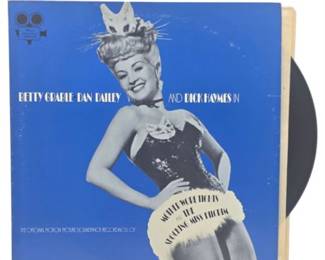 BETTY GRABLE DAN DAILEY AND DICK HAYMES IN
MOTHER WORE TIGHTS
THE
SHOCKING MISS PILGRIM
THE ORIGINAL MOTION PICTURE SOUNDTRACK RECORDINGS OF